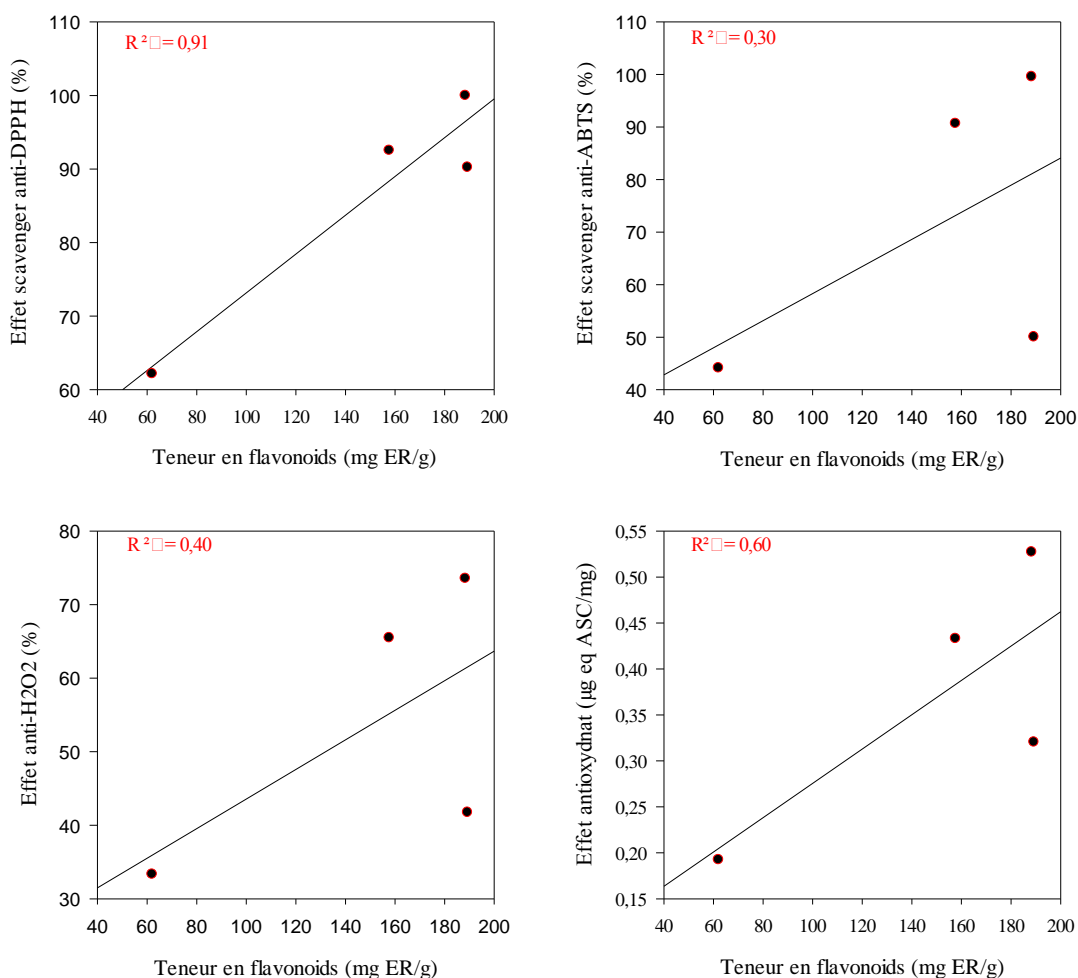 R ² □ = 0,91
Effet scavenger anti-DPPH (%)
110
100
90
80
70
60
40 60 80 100 120 140 160 180 200
Teneur en flavonoids (mg ER/g)
R ² □ = 0,30
Effet scavenger anti-ABTS (%)
110
100
90
80
70
60
50
40
40 60 80 100 120 140 160 180 200
Teneur en flavonoids (mg ER/g)
R ² □ = 0,40
Effet anti-H2O2 (%)
80
70
60
50
40
30
40 60 80 100 120 140 160 180 200
Teneur en flavonoids (mg ER/g)
R² □ = 0,60
Effet antioxydnat (µg eq ASC/mg)
0,55
0,50
0,45
0,40
0,35
0,30
0,25
0,20
0,15
40 60 80 100 120 140 160 180 200
Teneur en flavonoids (mg ER/g)